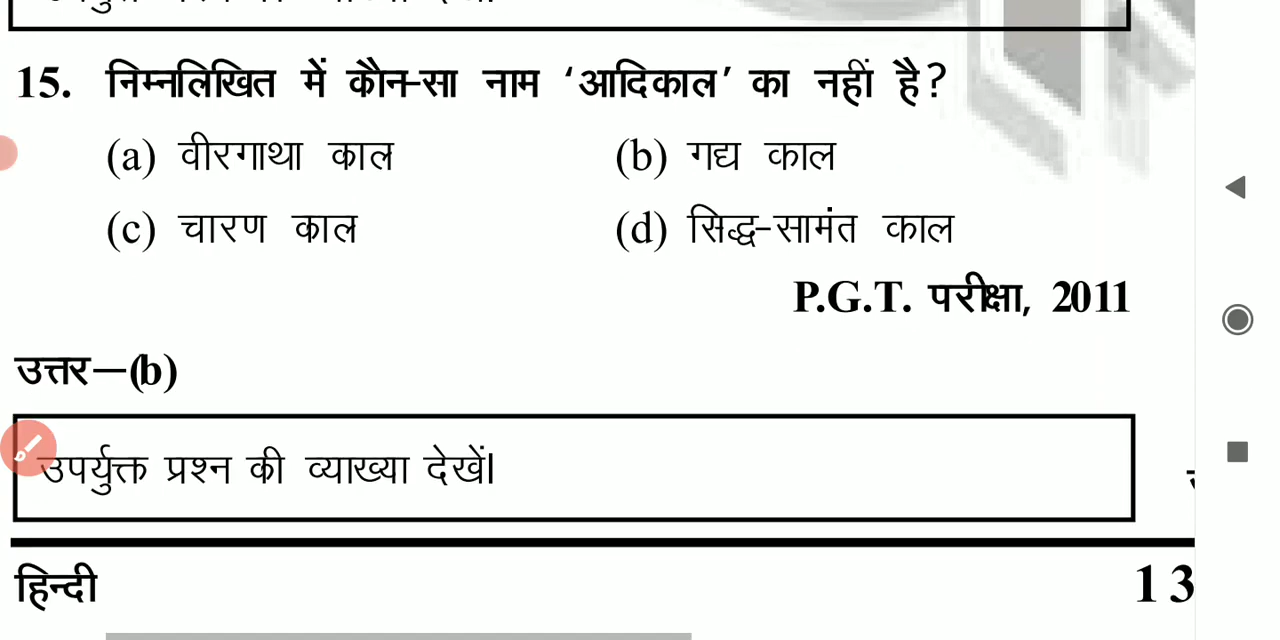 15. निम्नलिखित में कौन-सा नाम ‘आदिकाल’ का नहीं है?
(a) वीरगाथा काल (b) गद्य काल
(c) चारण काल (d) सिद्ध-सामंत काल
P.G.T. परीक्षा, 2011
उत्तर—(b)
उपर्युक्त प्रश्न की व्याख्या देखें।
हिन्दी 13